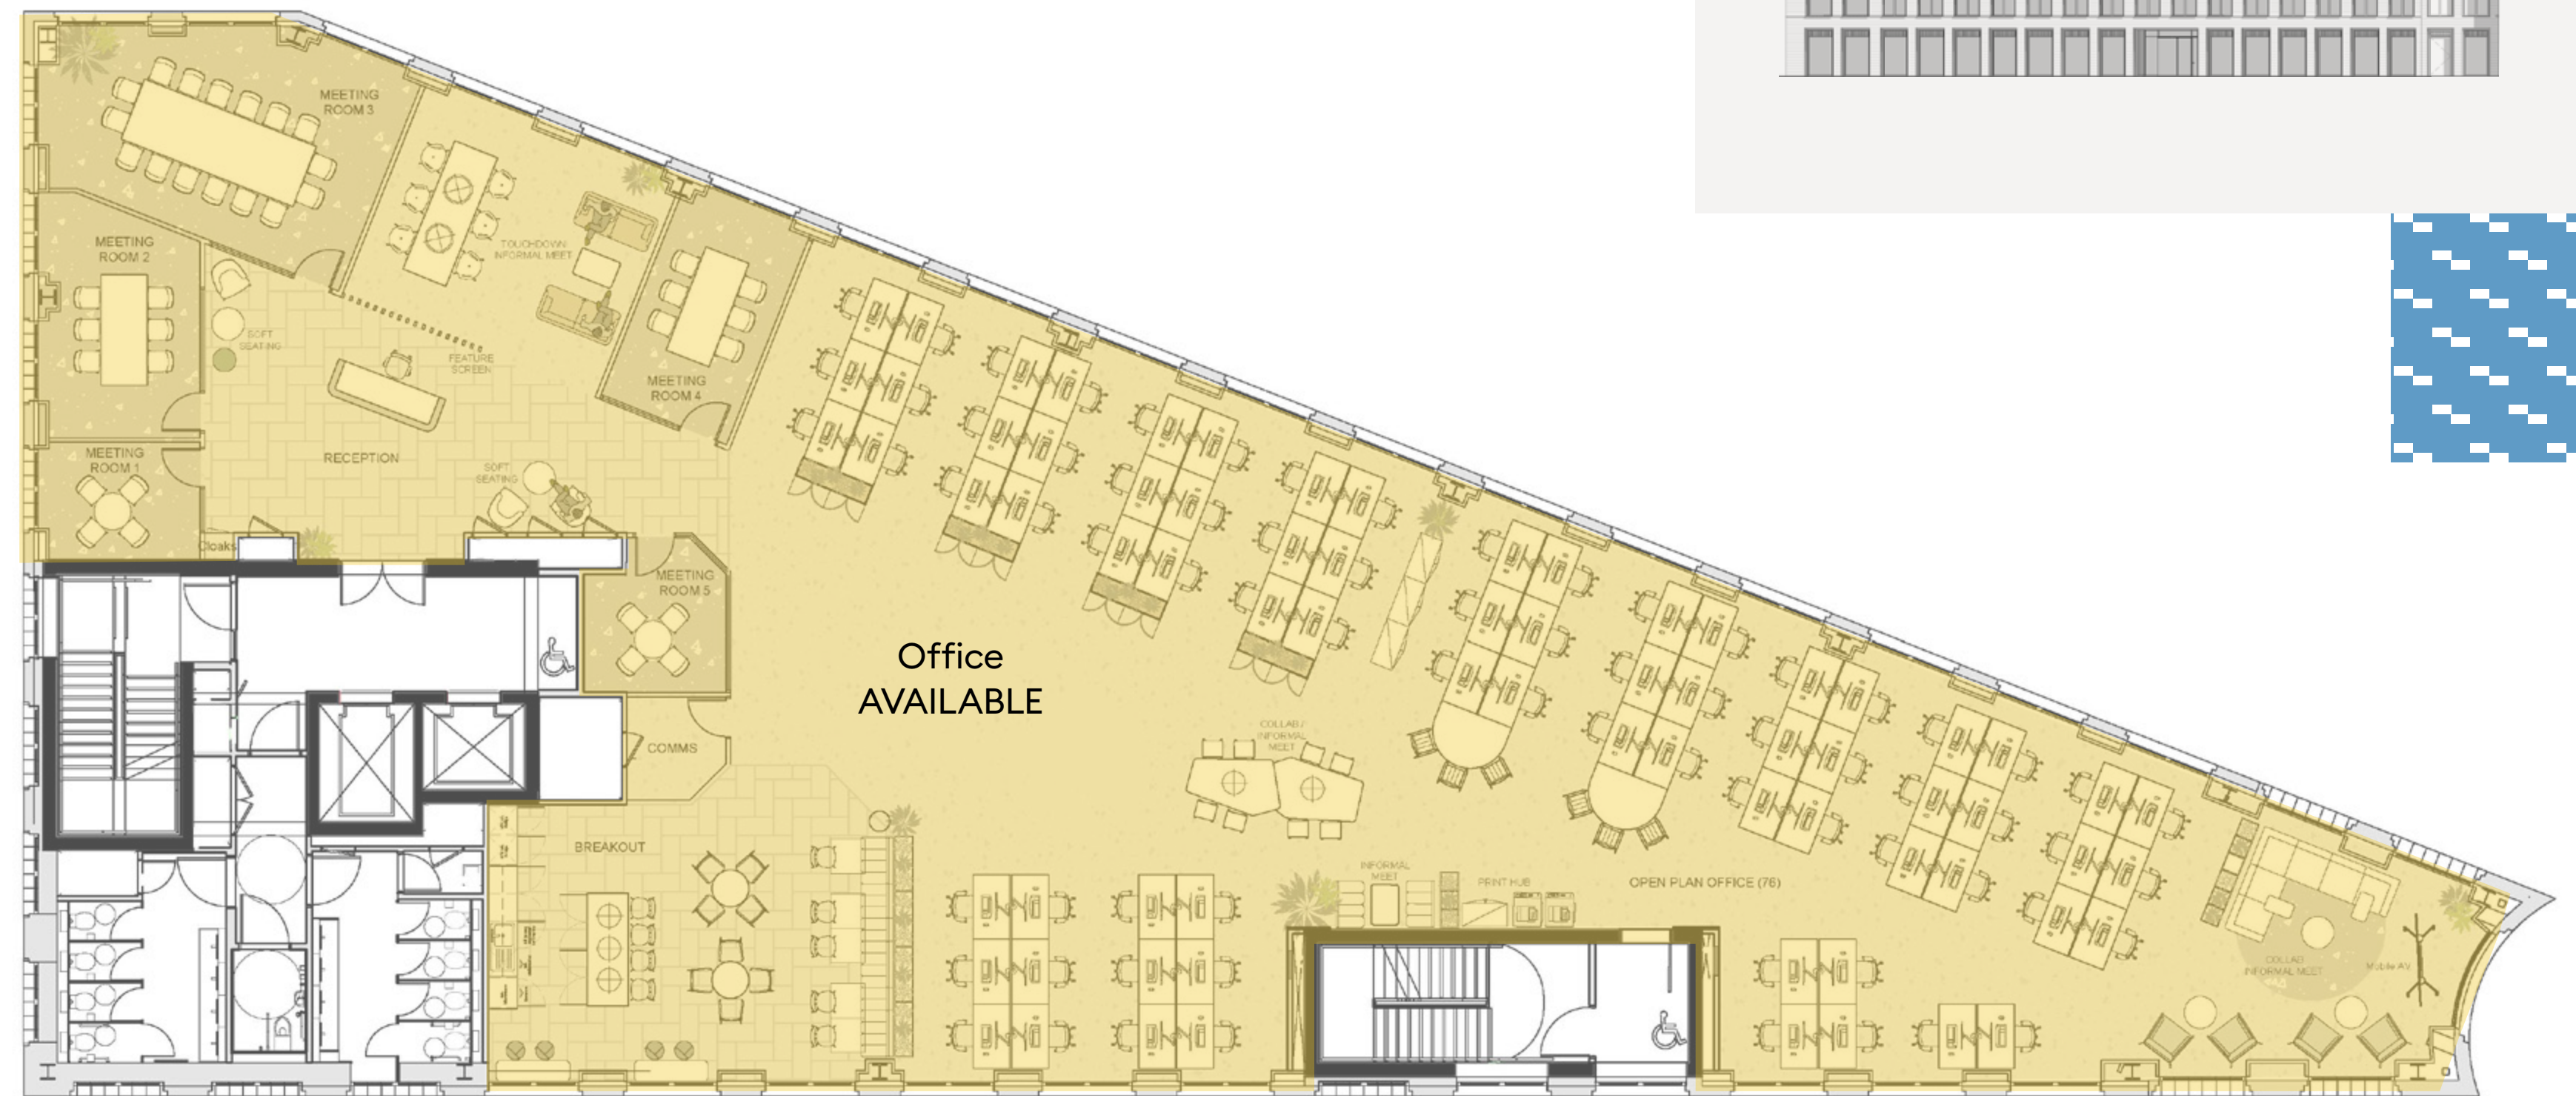 MEETING
ROOM 3
MEETING
ROOM 2
TOUCHDOWN
INFORMAL MEET
SOFT
SEATING
FEATURE
SCREEN
MEETING
ROOM 4
MEETING
ROOM 1
RECEPTION
SOFT
SEATING
Cloaks
MEETING
ROOM 5
Office
AVAILABLE
COMMS
COLLAB /
INFORMAL
MEET
BREAKOUT
INFORMAL
MEET
PRINT HUB
OPEN PLAN OFFICE (76)
COLLAB
INFORMAL MEET
Mobile AV